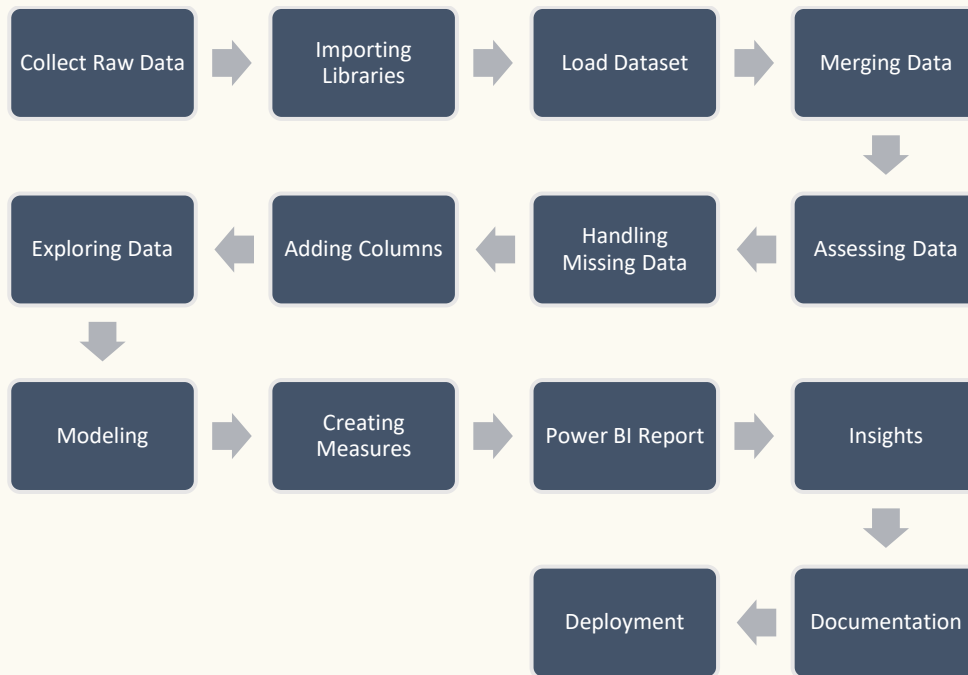 Collect Raw Data
Importing
Libraries
Load Dataset
Merging Data
Assessing Data
Handling
Missing Data
Adding Columns
Exploring Data
Modeling
Creating
Measures
Power BI Report
Insights
Documentation
Deployment